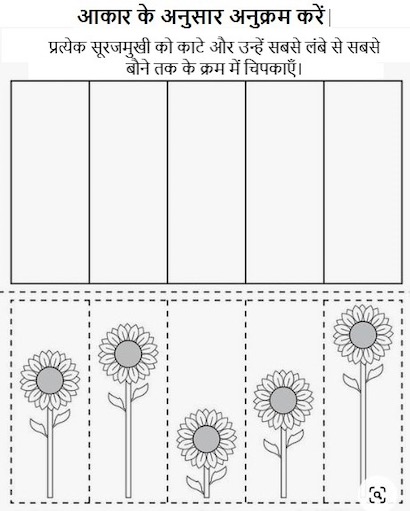 आकार के अनुसार अनुक्रम करें|
प्रत्येक सूरजमुखी को काटे और उन्हें सबसे लंबे से सबसे
बौने तक के क्रम में चिपकाएँ।